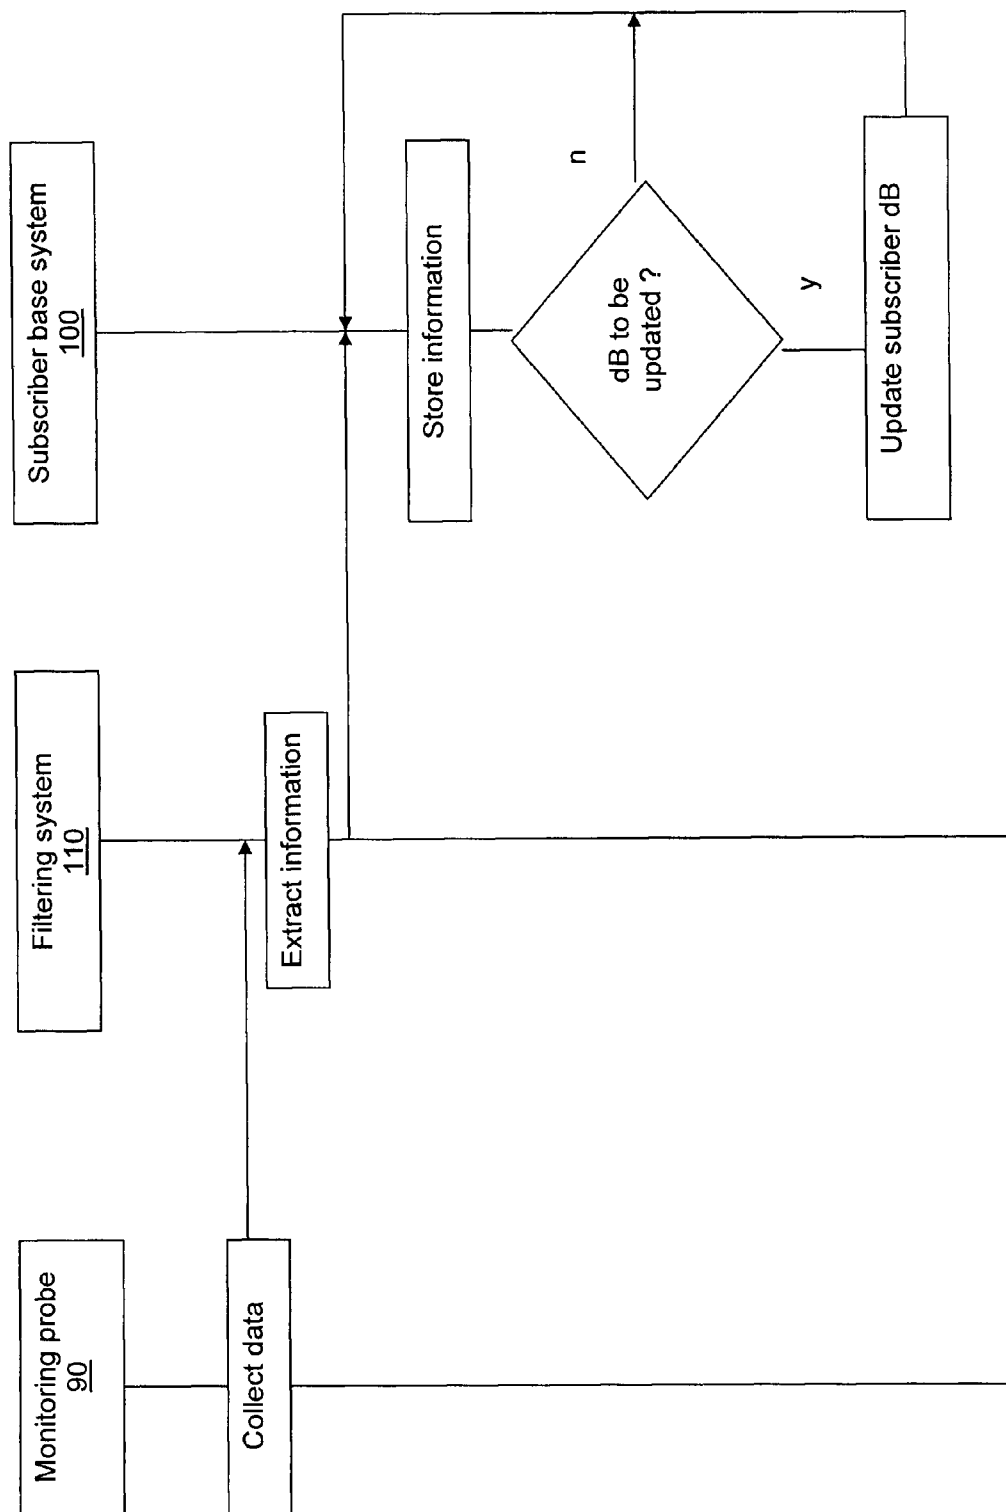 Monitoring probe
90
Filtering system
110
Subscriber base system
100
Collect data
Extract information
Store information
dB to be
updated ?
n
y
Update subscriber dB